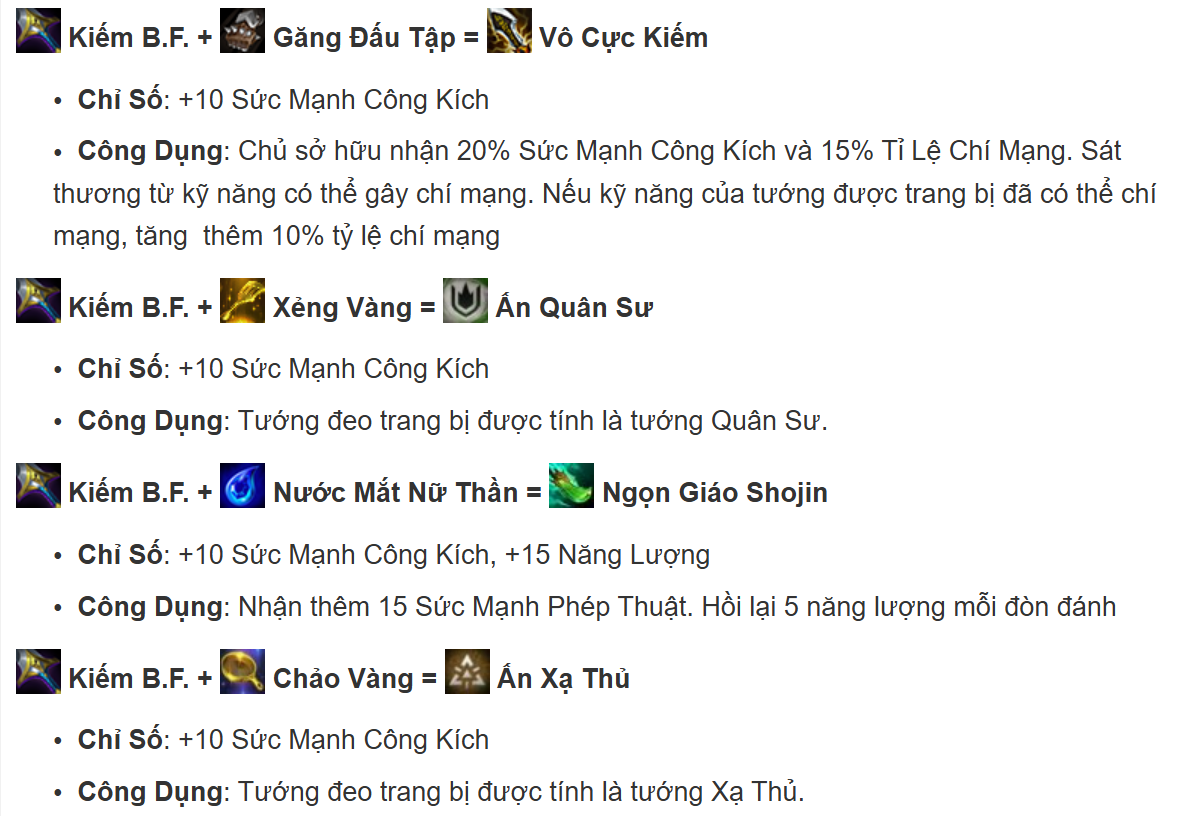 Kiếm B.F. + Găng Đấu Tập = Vô Cực Kiếm
• Chỉ Số: +10 Sức Mạnh Công Kích
• Công Dụng: Chủ sở hữu nhận 20% Sức Mạnh Công Kích và 15% Tỉ Lệ Chí Mạng. Sát
thương từ kỹ năng có thể gây chí mạng. Nếu kỹ năng của tướng được trang bị đã có thể chí
mạng, tăng  thêm 10% tỷ lệ chí mạng
Kiếm B.F. + Xẻng Vàng = Ấn Quân Sư
• Chỉ Số: +10 Sức Mạnh Công Kích
• Công Dụng: Tướng đeo trang bị được tính là tướng Quân Sư.
Kiếm B.F. + Nước Mắt Nữ Thần = Ngọn Giáo Shojin
• Chỉ Số: +10 Sức Mạnh Công Kích, +15 Năng Lượng
• Công Dụng: Nhận thêm 15 Sức Mạnh Phép Thuật. Hồi lại 5 năng lượng mỗi đòn đánh
Kiếm B.F. + Chảo Vàng = Ấn Xạ Thủ
• Chỉ Số: +10 Sức Mạnh Công Kích
• Công Dụng: Tướng đeo trang bị được tính là tướng Xạ Thủ.